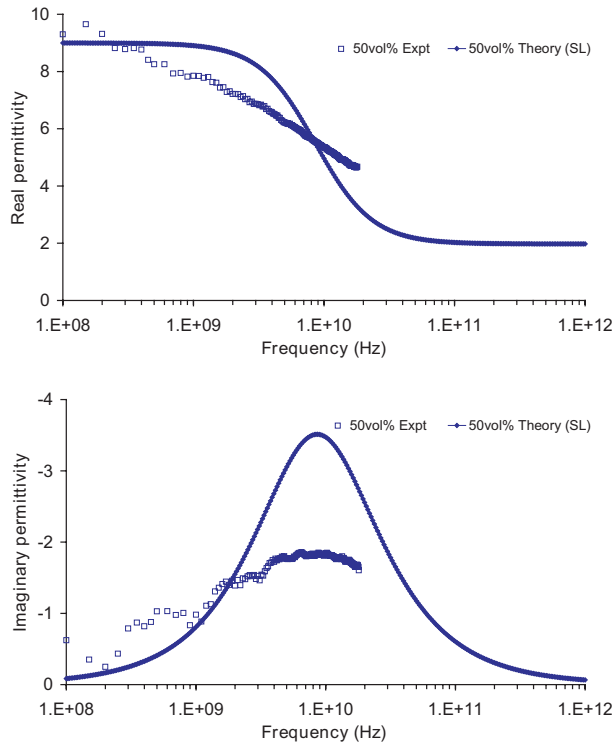 10
50vol% Expt 50vol% Theory (SL)
8
6
4
2
0
Real permittivity
1.E+08 1.E+09 1.E+10 1.E+11 1.E+12
Frequency (Hz)
-4
50vol% Expt 50vol% Theory (SL)
-3
-2
-1
0
Imaginary permittivity
1.E+08 1.E+09 1.E+10 1.E+11 1.E+12
Frequency (Hz)